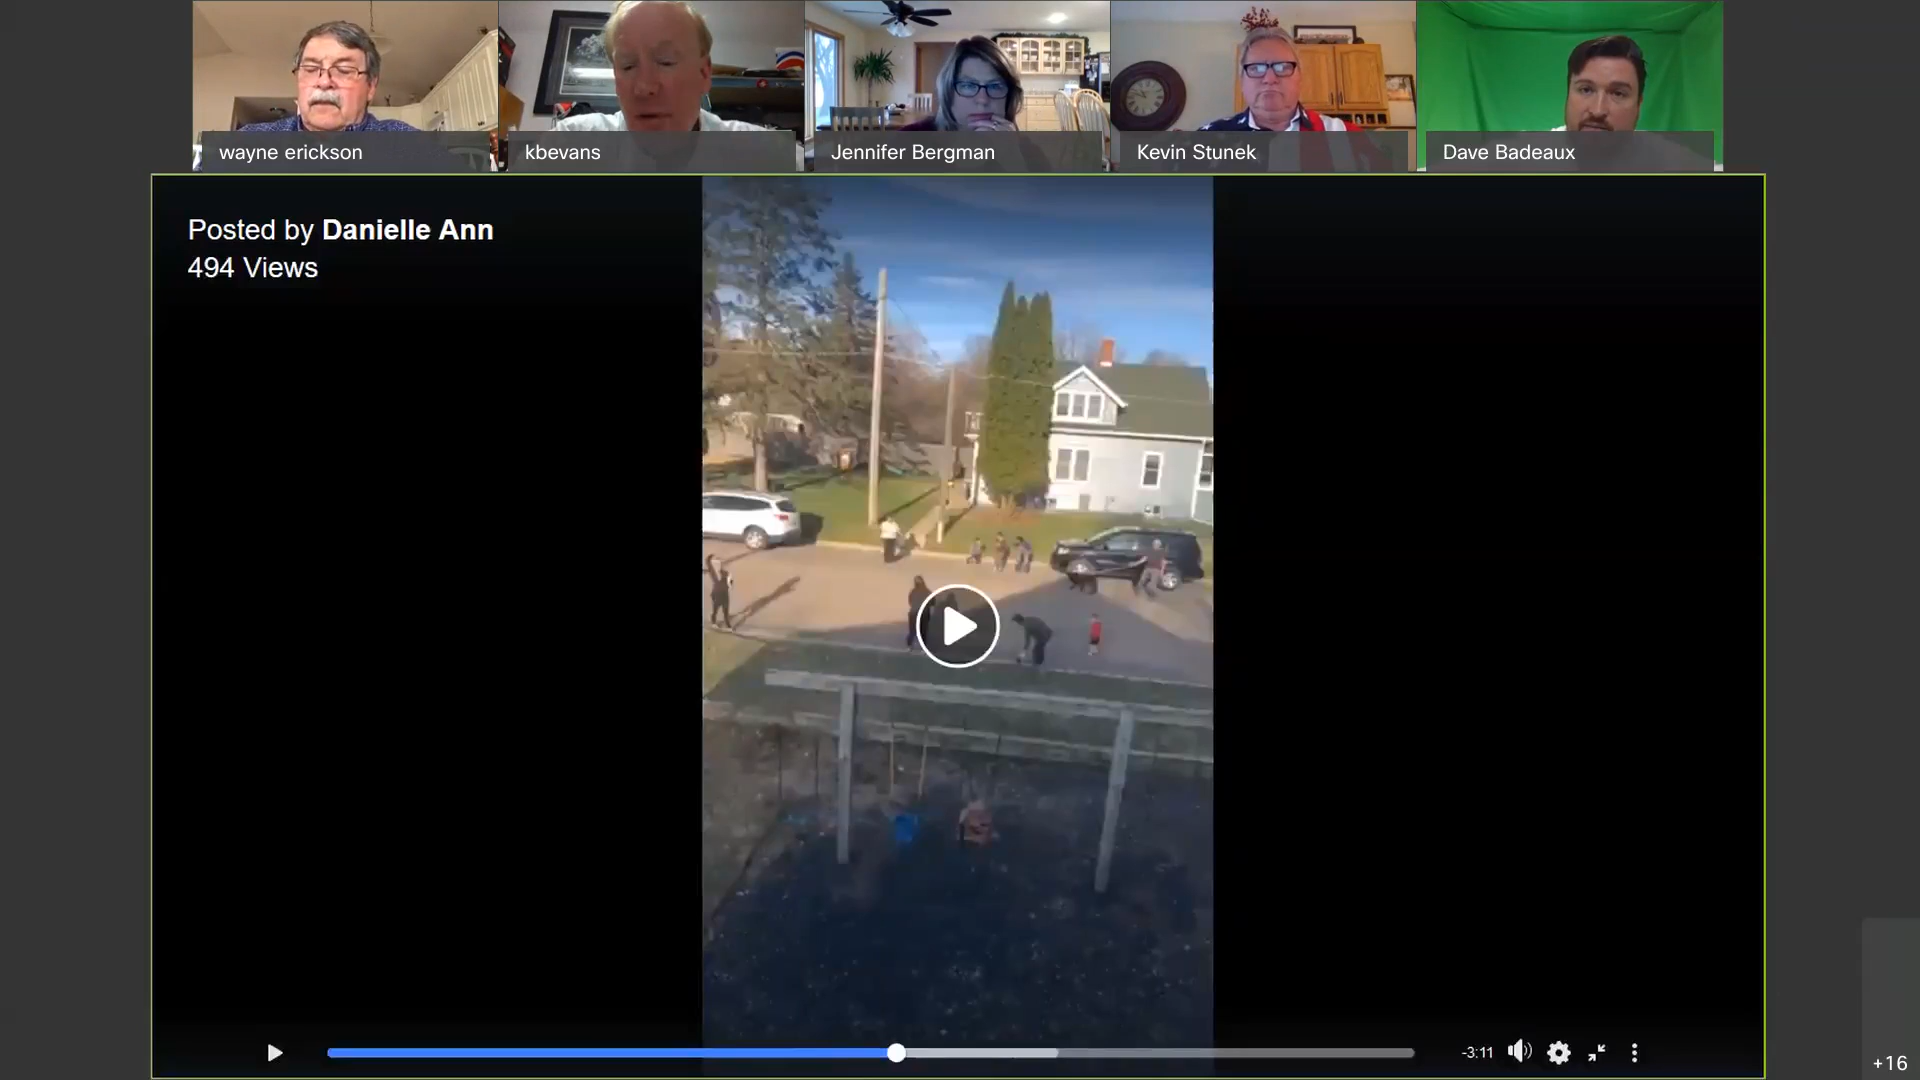 wayne erickson
kbevans
Jennifer Bergman
Kevin Stunek
Dave Badeaux
Posted by Danielle Ann
494 Views
-3:11
+16